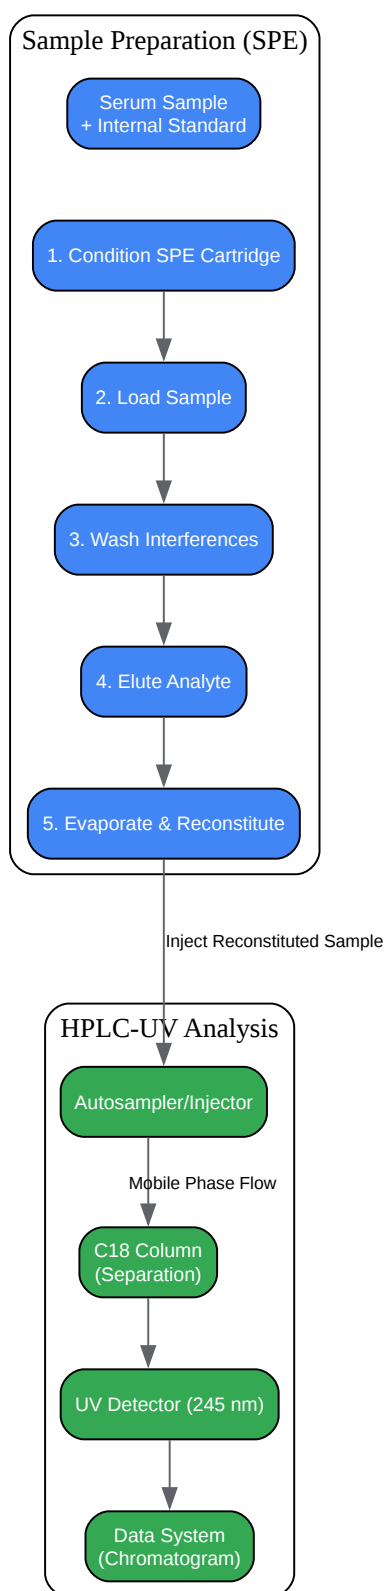 Sample Preparation (SPE)
Serum Sample
+ Internal Standard
1. Condition SPE Cartridge
2. Load Sample
3. Wash Interferences
4. Elute Analyte
5. Evaporate & Reconstitute
Inject Reconstituted Sample
HPLC-UV Analysis
Autosampler/Injector
Mobile Phase Flow
C18 Column
(Separation)
UV Detector (245 nm)
Data System
(Chromatogram)